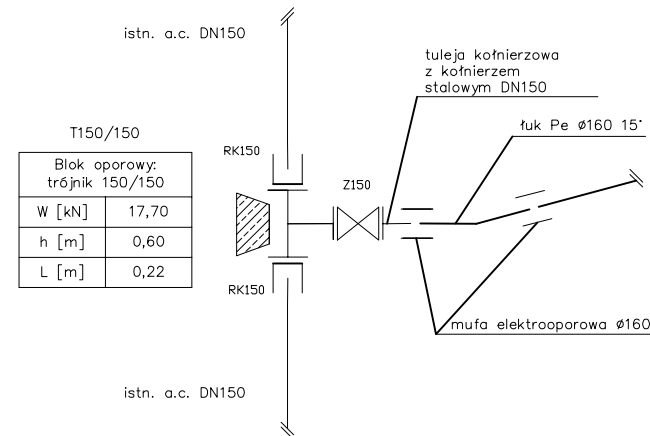 istn. a.c. DN150
tuleja kołnierzowa
z kołnierzem
stalowym DN150
łuk Pe ø160 15°
T150/150
RK150
Blok oporowy:
trójnik 150/150
W [kN] 17,70
h [m] 0,60
L [m] 0,22
Z150
RK150
mufa elektrooporowa Ø160
istn. a.c. DN150